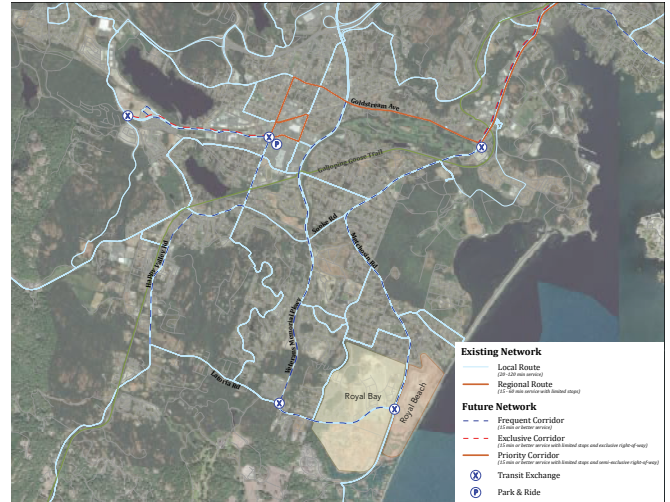 Goldstream Ave
Galloping Goose Trail
Sooke Rd
Metchosin Rd
Happy Valley Rd
Veterans Memorial Pkwy
Latoria Rd
Royal Bay
Royal Beach
X
X
P
X
X
X
Existing Network
Local Route
(20-120 min service)
Regional Route
(15- 60 min service with limited stops)
Future Network
Frequent Corridor
(15 min or better service)
Exclusive Corridor
(15 min or better service with limited stops and exclusive right-of-way)
Priority Corridor
(15 min or better service with limited stops and semi-exclusive right-of-way)
X Transit Exchange
P Park & Ride